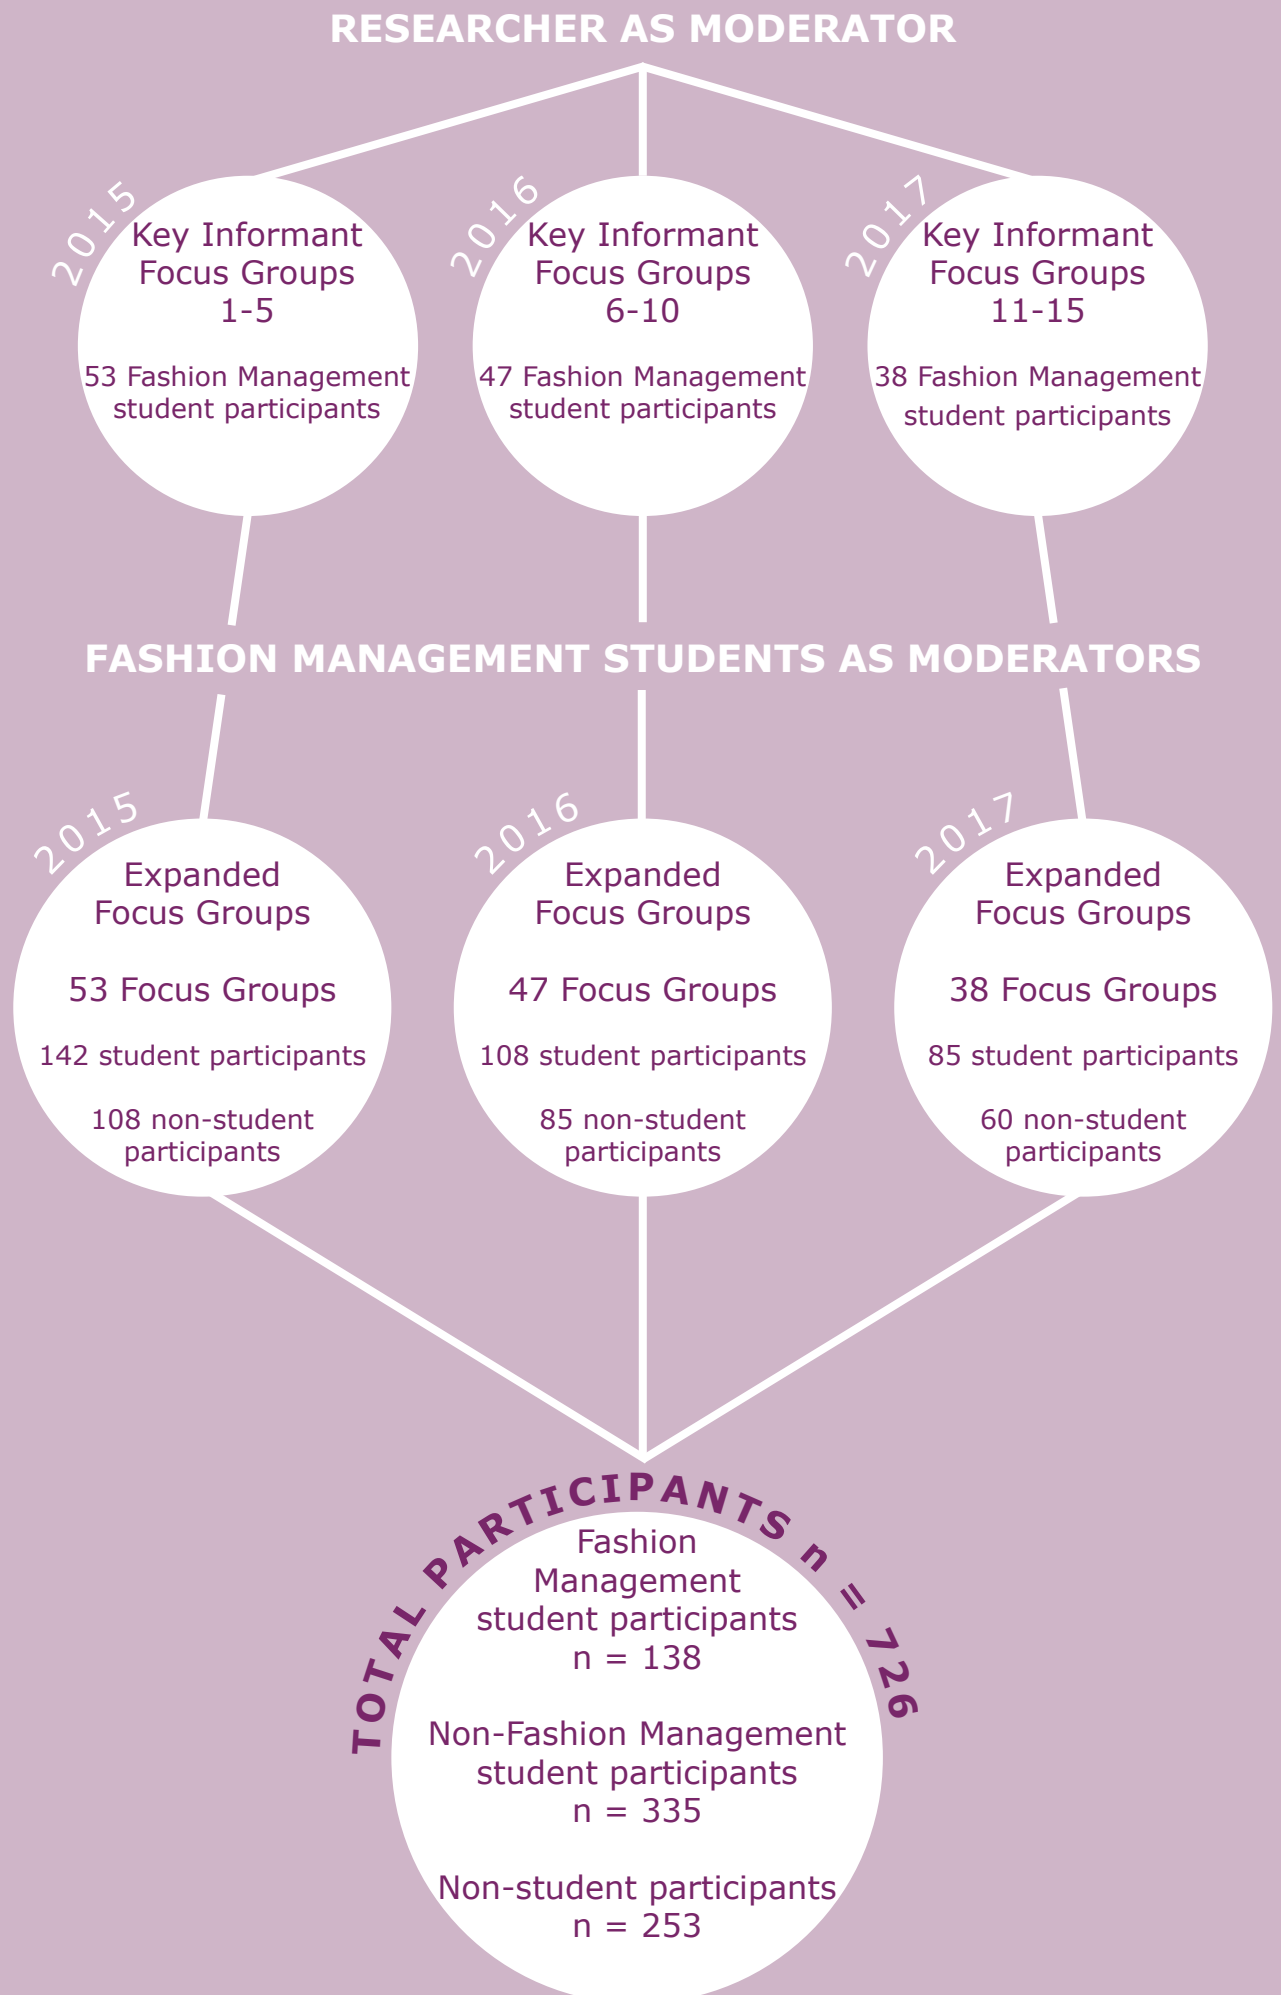 RESEARCHER AS MODERATOR
2015
Key Informant
Focus Groups
1-5
53 Fashion Management
student participants
2016
Key Informant
Focus Groups
6-10
47 Fashion Management
student participants
2017
Key Informant
Focus Groups
11-15
38 Fashion Management
student participants
FASHION MANAGEMENT STUDENTS AS MODERATORS
2015
Expanded
Focus Groups
53 Focus Groups
142 student participants
108 non-student
participants
2016
Expanded
Focus Groups
47 Focus Groups
108 student participants
85 non-student
participants
2017
Expanded
Focus Groups
38 Focus Groups
85 student participants
60 non-student
participants
TOTAL PARTICIPANTS n = 726
Fashion
Management
student participants
n = 138
Non-Fashion Management
student participants
n = 335
Non-student participants
n = 253